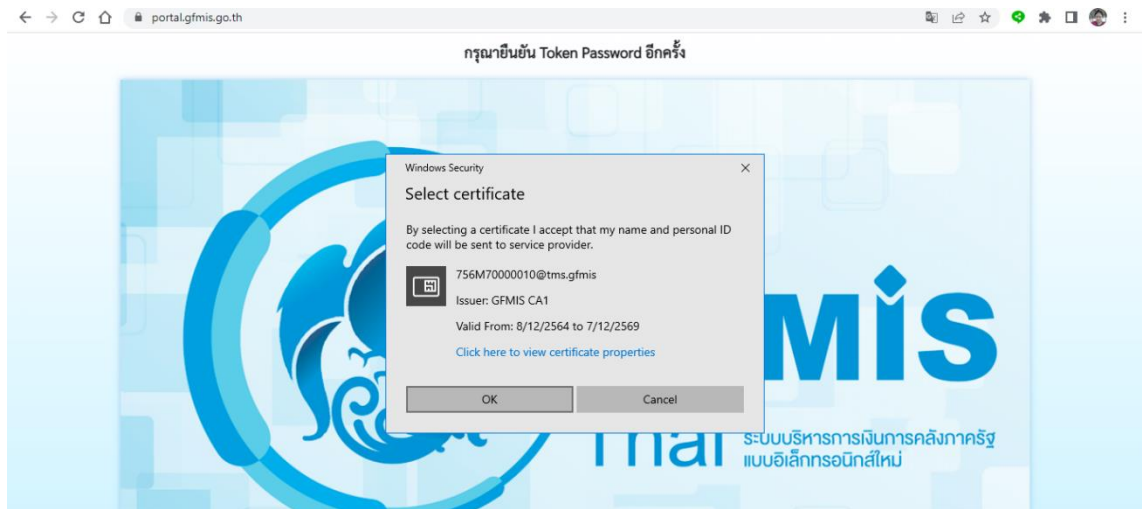 portal.gfmis.go.th
กรุณายืนยัน Token Password อีกครั้ง
Windows Security
Select certificate
By selecting a certificate I accept that my name and personal ID
code will be sent to service provider.
756M70000010@tms.gfmis
Issuer: GFMIS CA1
Valid From: 8/12/2564 to 7/12/2569
Click here to view certificate properties
OK Cancel
MIS
Thai
ระบบบริหารการเงินการคลังภาครัฐ
แบบอิเล็กทรอนิกส์ใหม่